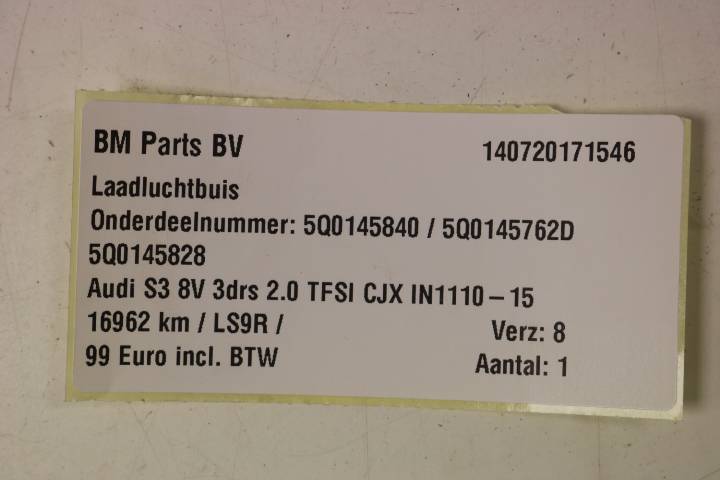 BM Parts BV 140720171546
Laadluchtbuis
Onderdeelnummer: 5Q0145840 / 5Q0145762D
5Q0145828
Audi S3 8V 3drs 2.0 TFSI CJX IN1110-15
16962 km / LS9R / Verz: 8
99 Euro incl. BTW Aantal: 1